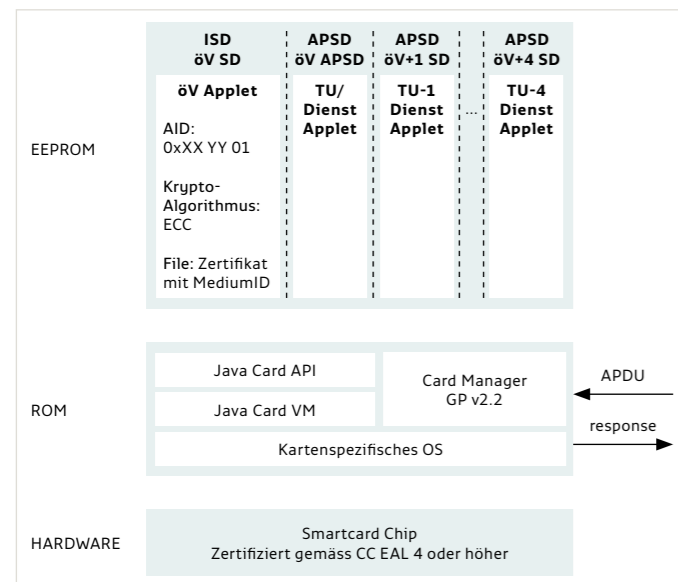 ISD
öV SD
APSD
öV APSD
APSD
öV+1 SD
APSD
öV+4 SD
EEPROM
öV Applet
AID:
0xXX YY 01
Krypto-
Algorithmus:
ECC
File: Zertifikat
mit MediumID
TU/
Dienst
Applet
TU-1
Dienst
Applet
...
TU-4
Dienst
Applet
ROM
Java Card API
Java Card VM
Card Manager
GP v2.2
Kartenspezifisches OS
APDU
response
HARDWARE
Smartcard Chip
Zertifiziert gemäss CC EAL 4 oder höher